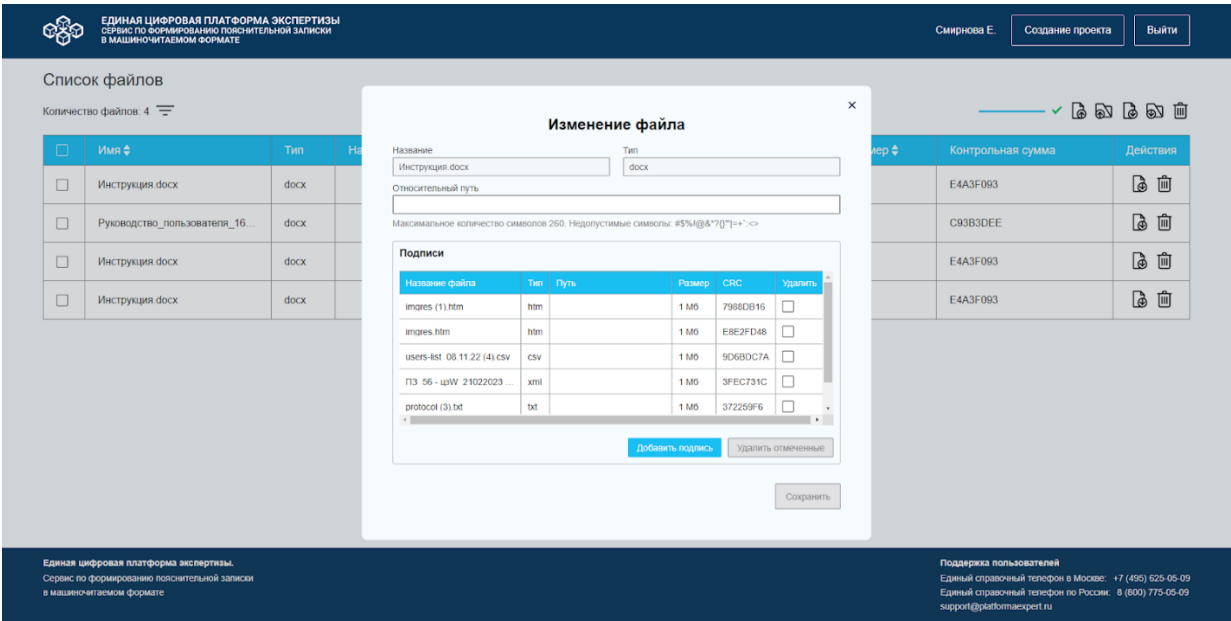 ЕДИНАЯ ЦИФРОВАЯ ПЛАТФОРМА ЭКСПЕРТИЗЫ
СЕРВИС ПО ФОРМИРОВАНИЮ ПОЯСНИТЕЛЬНОЙ ЗАПИСКИ
В МАШИНОЧИТАЕМОМ ФОРМАТЕ
Смирнова Е. Создание проекта Выйти
Список файлов
Количество файлов: 4
Имя Тип На мер Контрольная сумма Действия
Инструкция.docx docx E4A3F093
Руководство_пользователя_16... docx C93B3DEE
Инструкция.docx docx E4A3F093
Инструкция.docx docx E4A3F093
×
Изменение файла
Название Тип
Инструкция.docx docx
Относительный путь
Максимальное количество символов 260. Недопустимые символы: #$%!@&*?{}'"|=+`:<>
Подписи
Название файла Тип Путь Размер CRC Удалить
imgres (1).htm htm 1 Мб 7988DB16
imgres.htm htm 1 Мб E8E2FD48
users-list_08.11.22 (4).csv csv 1 Мб 9D6BDC7A
ПЗ_56 - цэW_21022023 ... xml 1 Мб 3FEC731C
protocol (3).txt txt 1 Мб 372259F6
Добавить подпись Удалить отмеченные
Сохранить
Единая цифровая платформа экспертизы.
Сервис по формированию пояснительной записки
в машиночитаемом формате
Поддержка пользователей
Единый справочный телефон в Москве: +7 (495) 625-05-09
Единый справочный телефон по России: 8 (800) 775-05-09
support@platformaexpert.ru